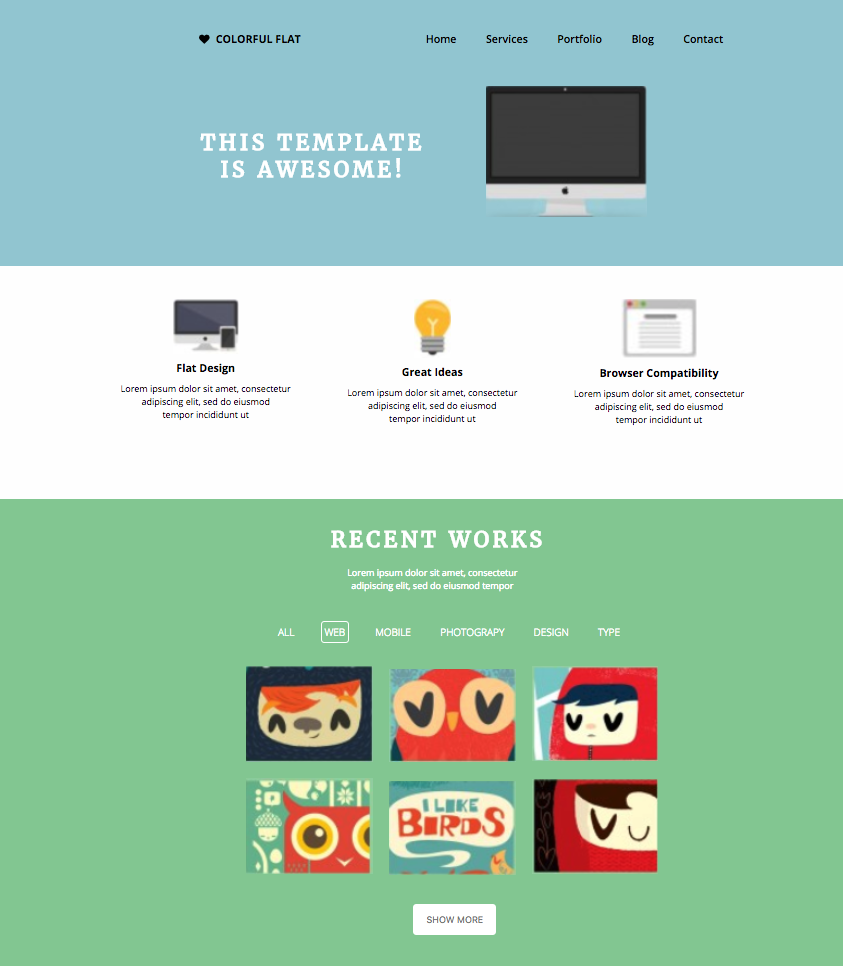 COLORFUL FLAT
Home Services Portfolio Blog Contact
THIS TEMPLATE
IS AWESOME!
Flat Design
Lorem ipsum dolor sit amet, consectetur
adipiscing elit, sed do eiusmod
tempor incididunt ut
Great Ideas
Lorem ipsum dolor sit amet, consectetur
adipiscing elit, sed do eiusmod
tempor incididunt ut
Browser Compatibility
Lorem ipsum dolor sit amet, consectetur
adipiscing elit, sed do eiusmod
tempor incididunt ut
RECENT WORKS
Lorem ipsum dolor sit amet, consectetur
adipiscing elit, sed do eiusmod tempor
ALL WEB MOBILE PHOTOGRAPY DESIGN TYPE
I LIKE
BIRDS
SHOW MORE